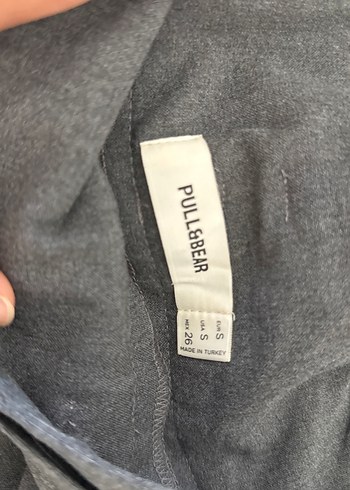 PULL&BEAR
EUR S
USA S
MEX 26
MADE IN TURKEY